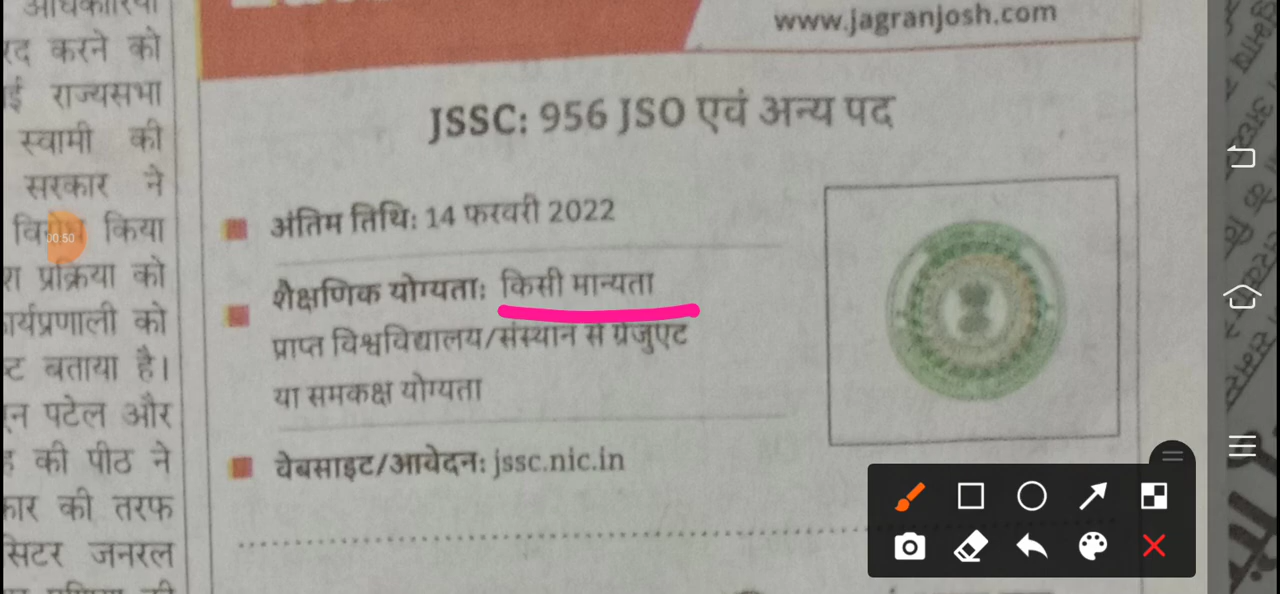 www.jagranjosh.com
JSSC: 956 JSO एवं अन्य पद
अंतिम तिथि: 14 फरवरी 2022
शैक्षणिक योग्यता: किसी मान्यता
प्राप्त विश्वविद्यालय/संस्थान से ग्रेजुएट
या समकक्ष योग्यता
वेबसाइट/आवेदन: jssc.nic.in
करने को
राज्यसभा
स्वामी की
सरकार ने
किया
प्रक्रिया को
कार्यप्रणाली को
बताया है।
पटेल और
की पीठ ने
की तरफ
जनरल
00:50